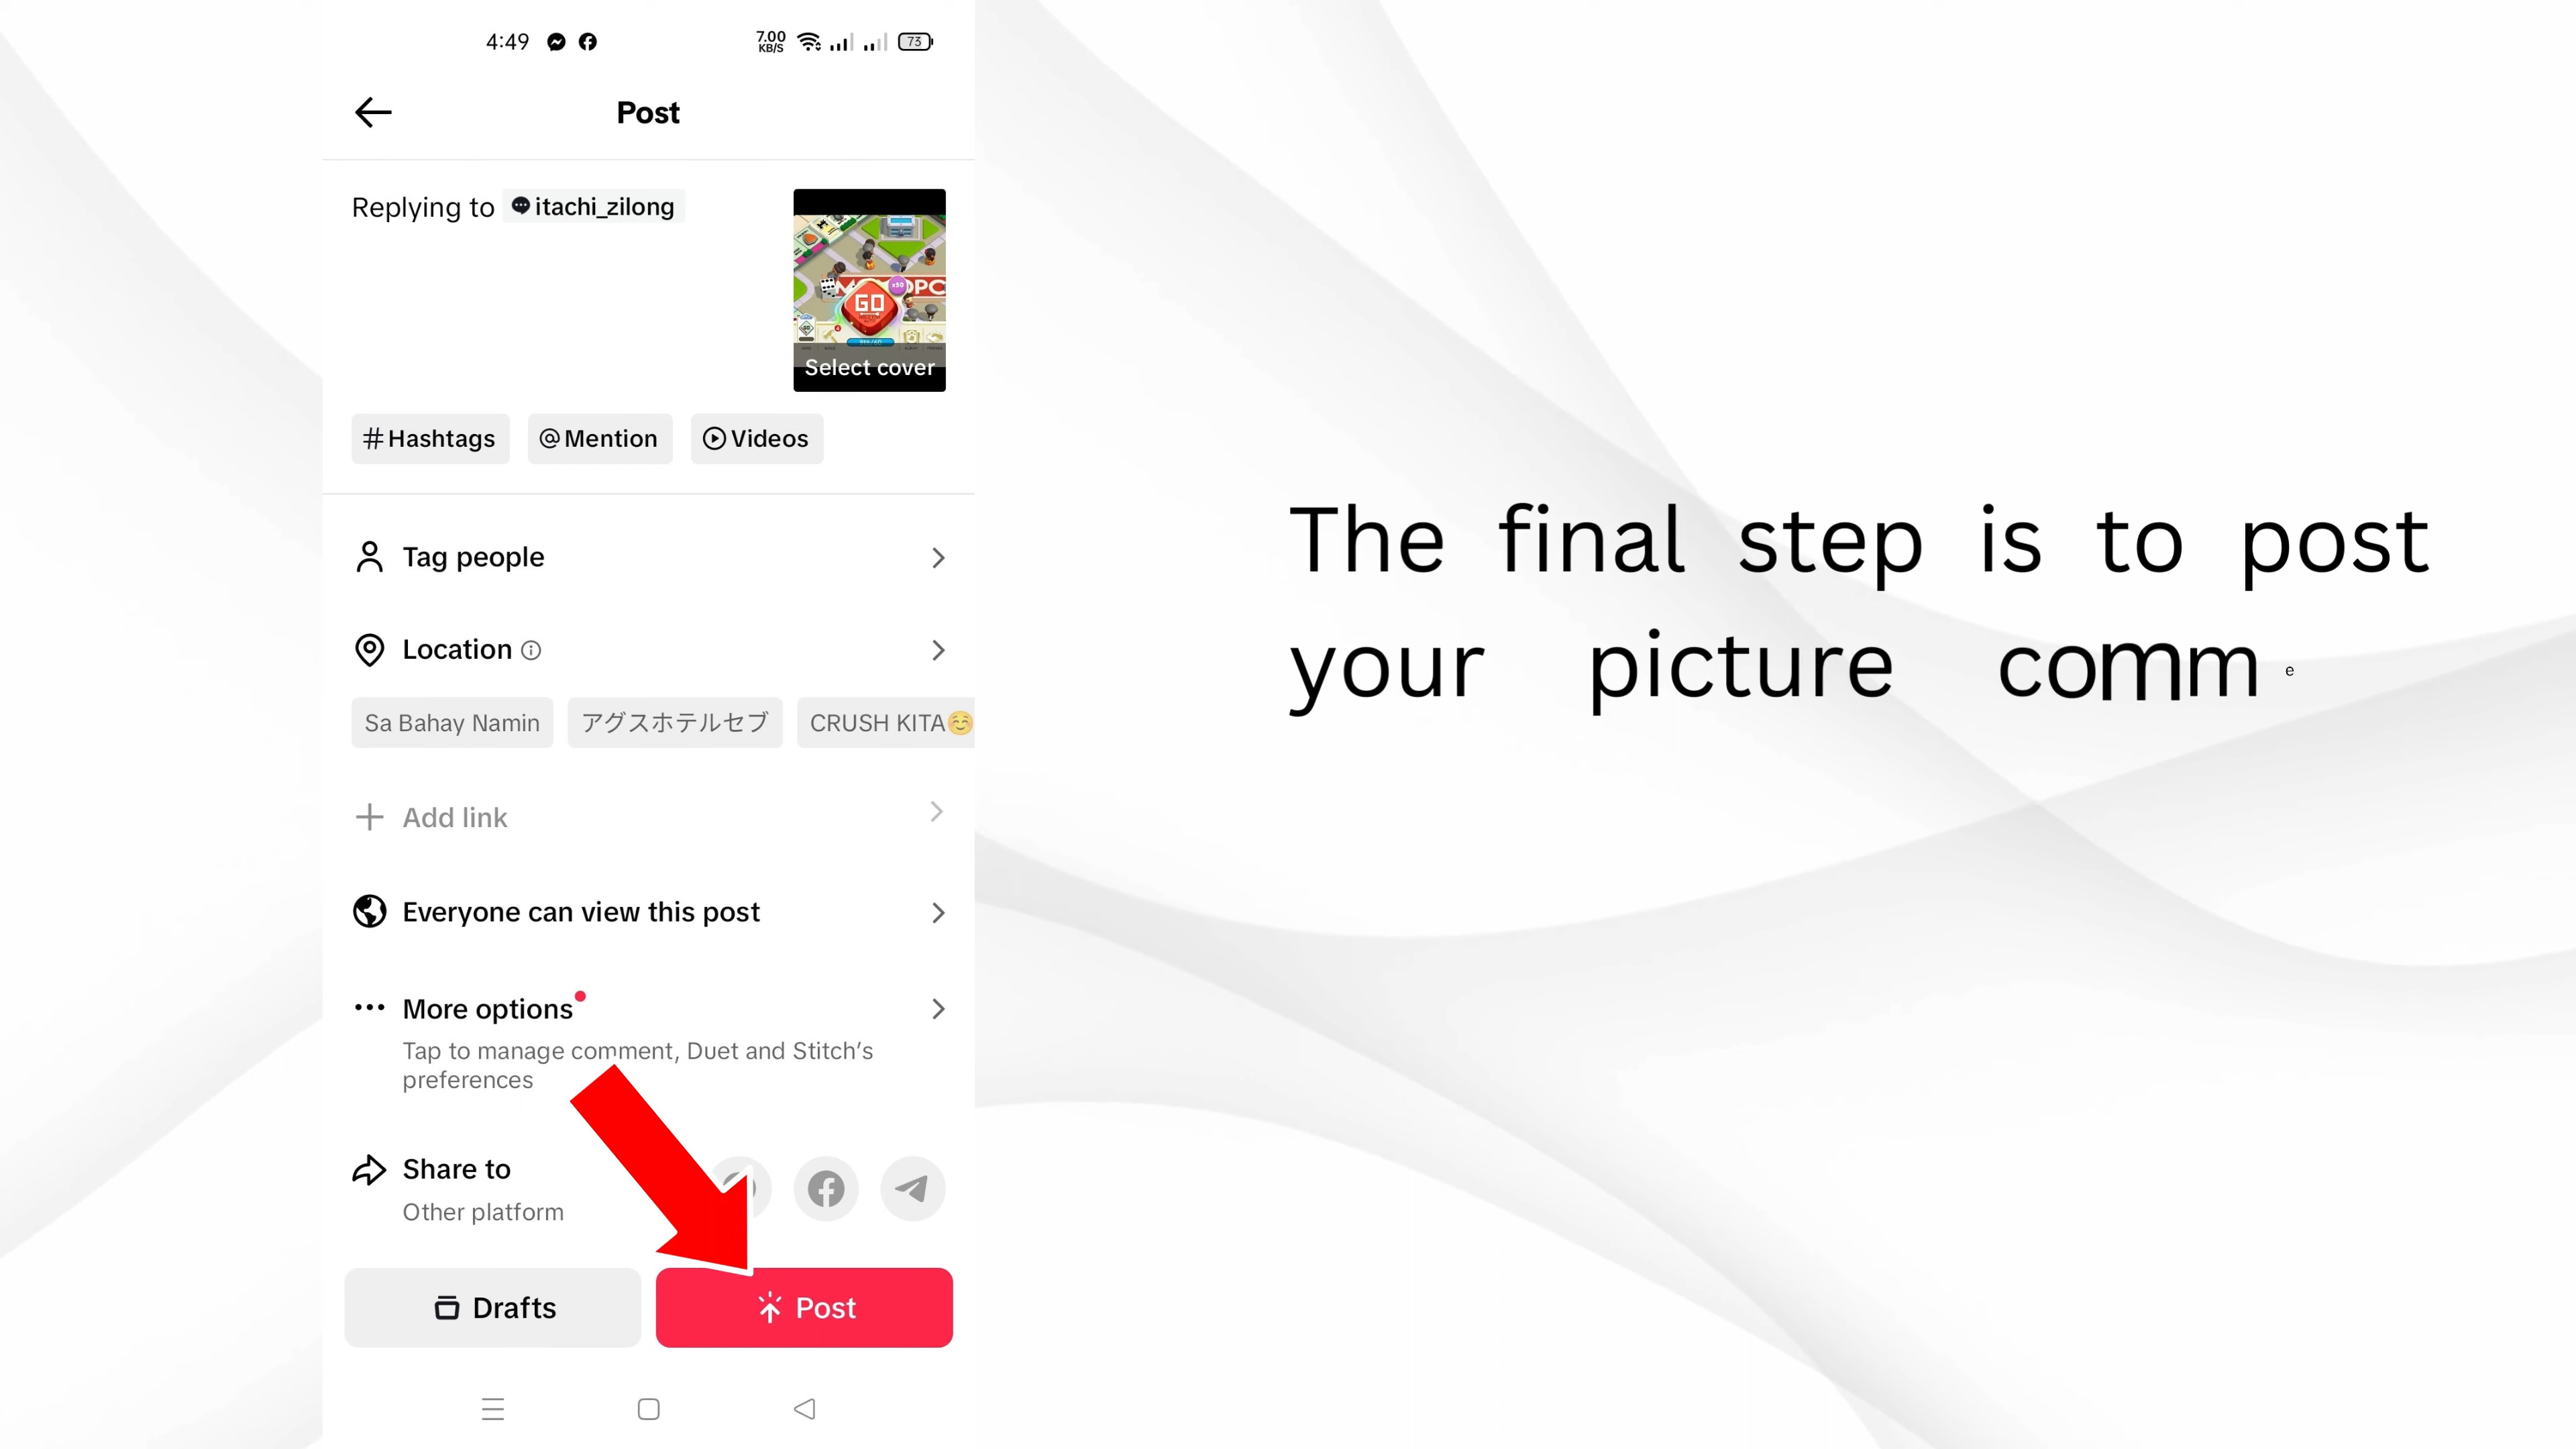 4:49
7.00
KB/S
73
Post
Replying to itachi_zilong
x50
GO
Select cover
#Hashtags
@Mention
Videos
Tag people
Location
Sa Bahay Namin
アグスホテルセブ
CRUSH KITA☺️
+ Add link
Everyone can view this post
More options
Tap to manage comment, Duet and Stitch's
preferences
Share to
Other platform
Drafts
Post
The final step is to post
your picture comme